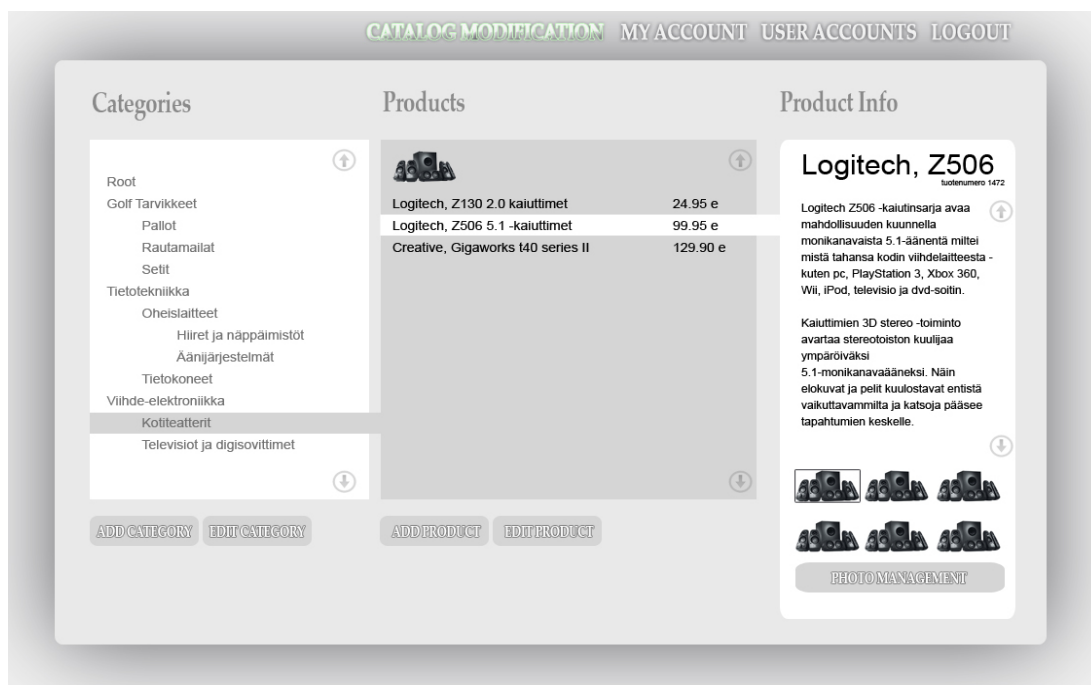 CATALOG MODIFICATION MY ACCOUNT USER ACCOUNTS LOGOUT
Categories
Root
Golf Tarvikkeet
Pallot
Rautamailat
Setit
Tietotekniikka
Oheislaitteet
Hiiret ja näppäimistöt
Äänijärjestelmät
Tietokoneet
Viihde-elektroniikka
Kotiteatterit
Televisiot ja digisovittimet
ADD CATEGORY EDIT CATEGORY
Products
Logitech, Z130 2.0 kaiuttimet 24.95 e
Logitech, Z506 5.1 -kaiuttimet 99.95 e
Creative, Gigaworks t40 series II 129.90 e
ADD PRODUCT EDIT PRODUCT
Product Info
Logitech, Z506
tuotenumero 1472
Logitech Z506 -kaiutinsarja avaa
mahdollisuuden kuunnella
monikanavaista 5.1-äänentä miltei
mistä tahansa kodin viihdelaitteesta -
kuten pc, PlayStation 3, Xbox 360,
Wii, iPod, televisio ja dvd-soitin.
Kaiuttimien 3D stereo -toiminto
avartaa stereotoiston kuulijaa
ympäröiväksi
5.1-monikanavaääneksi. Näin
elokuvat ja pelit kuulostavat entistä
vaikuttavammilta ja katsoja pääsee
tapahtumien keskelle.
PHOTO MANAGEMENT